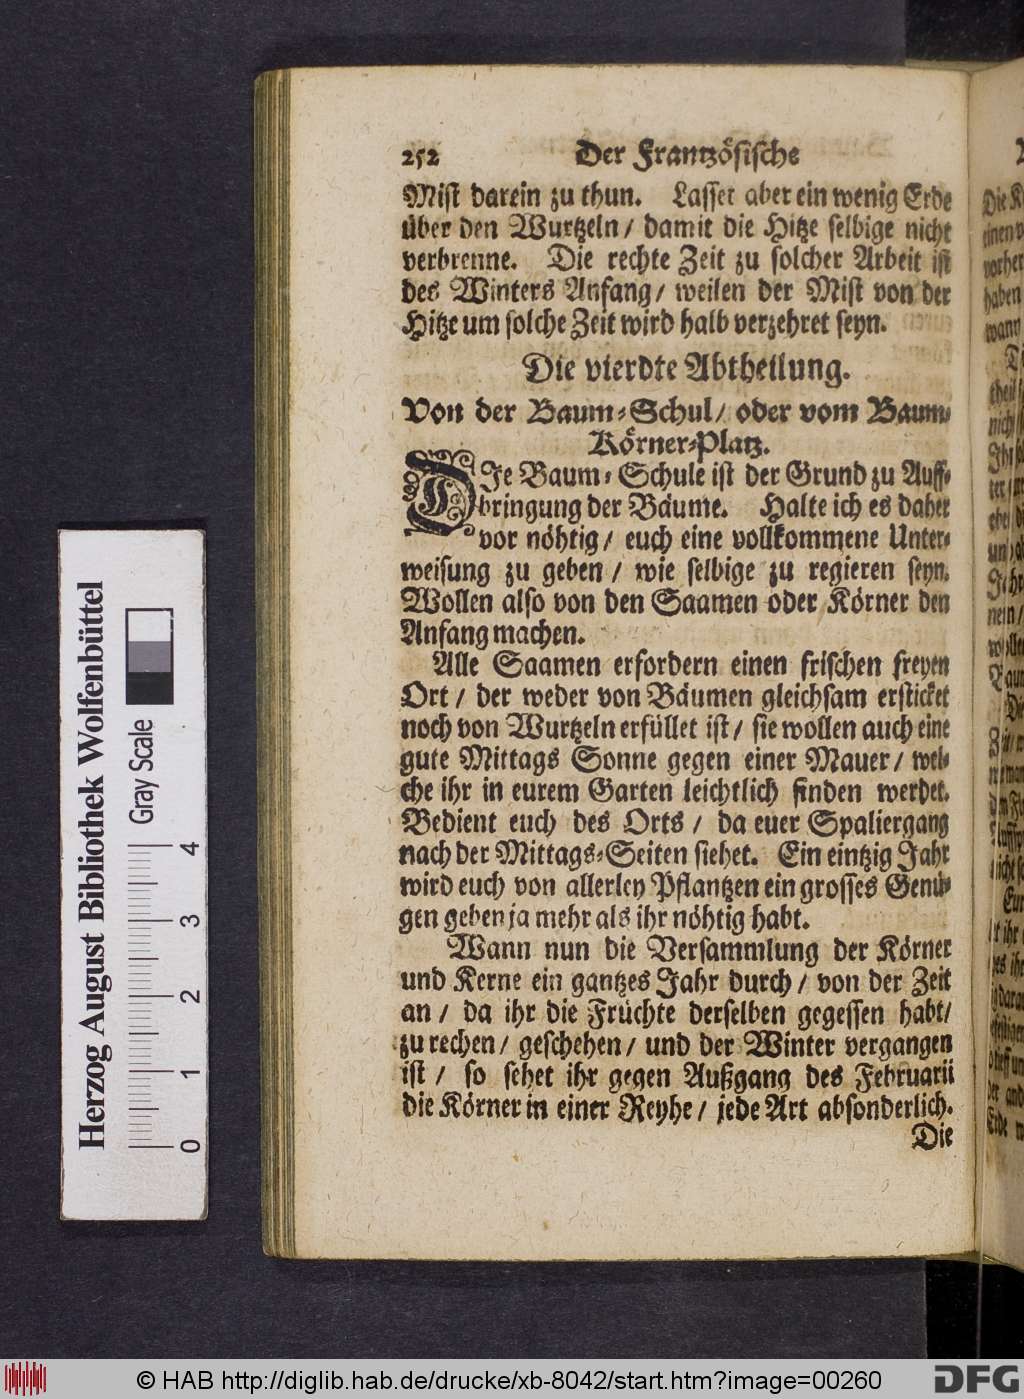 252 Der Frantzösische
Mist darein zu thun. Lasset aber ein wenig Erde
über den Wurtzeln / damit die Hitze selbige nicht
verbrenne. Die rechte Zeit zu solcher Arbeit ist
des Winters Anfang / weilen der Mist von der
Hitze um solche Zeit wird halb verzehret seyn.
Die vierdte Abtheilung.
Von der Baum-Schul / oder vom Baum-
Körner-Platz.
DIe Baum-Schule ist der Grund zu Auff-
bringung der Bäume. Halte ich es daher
vor nöhtig / euch eine vollkommene Unter-
weisung zu geben / wie selbige zu regieren seyn.
Wollen also von den Saamen oder Körner den
Anfang machen.
Alle Saamen erfordern einen frischen freyen
Ort / der weder von Bäumen gleichsam ersticket
noch von Wurtzeln erfüllet ist / sie wollen auch eine
gute Mittags Sonne gegen einer Mauer / wel-
che ihr in eurem Garten leichtlich finden werdet.
Bedient euch des Orts / da euer Spaliergang
nach der Mittags-Seiten siehet. Ein eintzig Jahr
wird euch von allerley Pflantzen ein grosses Genü-
gen geben ja mehr als ihr nöhtig habt.
Wann nun die Versammlung der Körner
und Kerne ein gantzes Jahr durch / von der Zeit
an / da ihr die Früchte derselben gegessen habt /
zu rechen / geschehen / und der Winter vergangen
ist / so sehet ihr gegen Außgang des Februarii
die Körner in einer Reyhe / jede Art absonderlich.
Die
Herzog August Bibliothek Wolfenbüttel
Gray Scale
0 1 2 3 4
© HAB http://diglib.hab.de/drucke/xb-8042/start.htm?image=00260
DFG